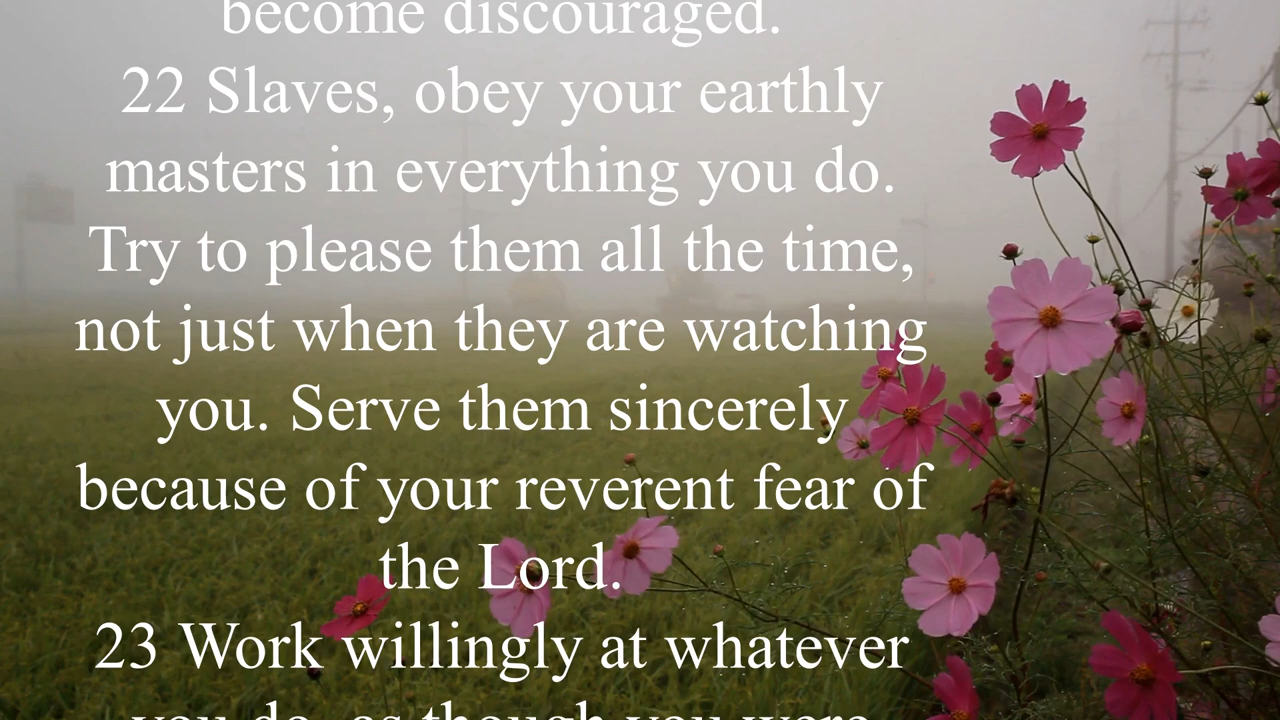 become discouraged.
22 Slaves, obey your earthly
masters in everything you do.
Try to please them all the time,
not just when they are watching
you. Serve them sincerely
because of your reverent fear of
the Lord.
23 Work willingly at whatever
you do, as though you were